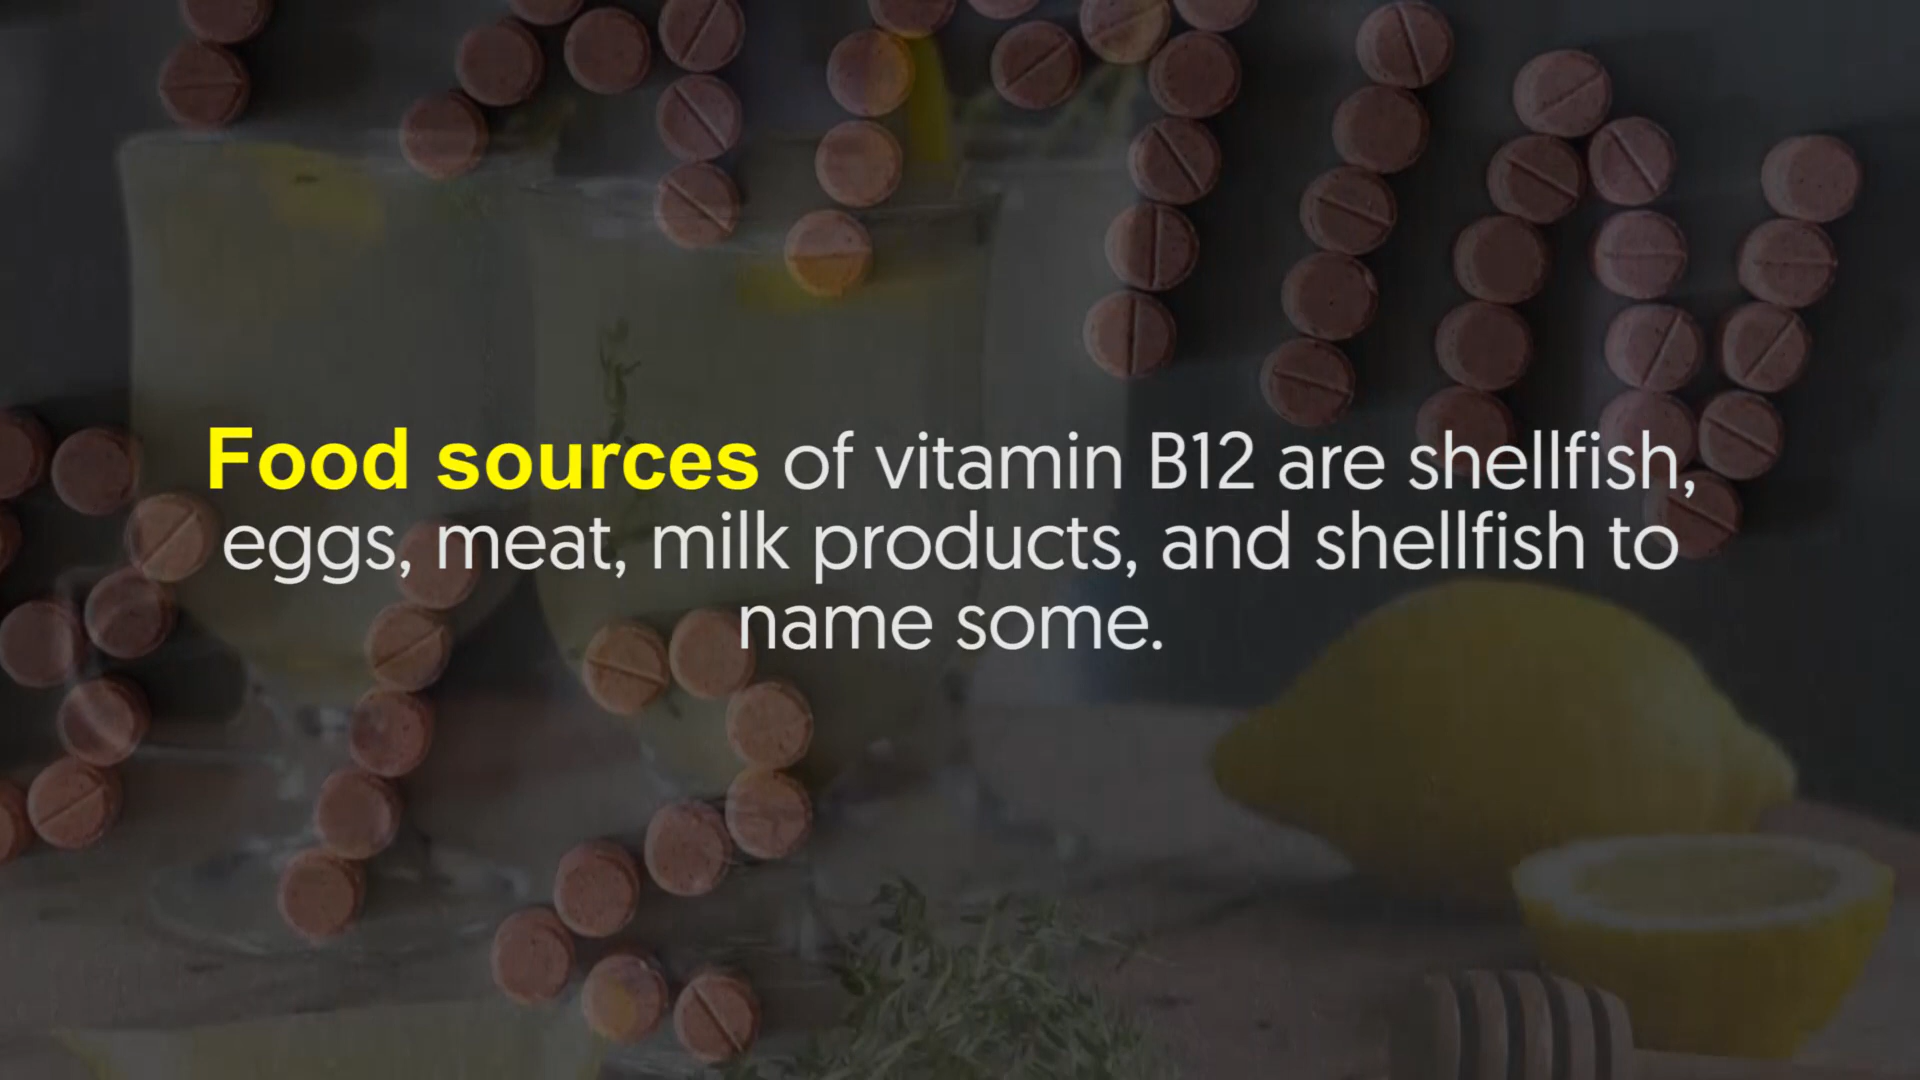 Food sources of vitamin B12 are shellfish,
eggs, meat, milk products, and shellfish to
name some.